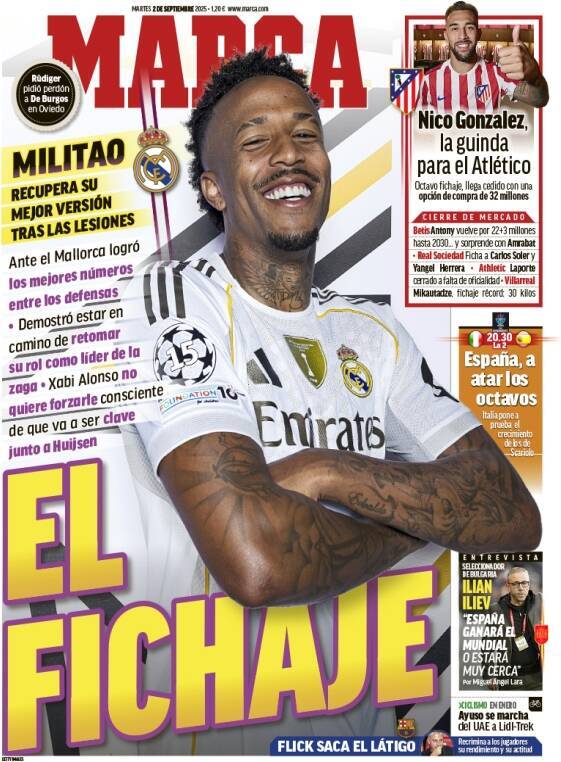 MARTES 2 DE SEPTIEMBRE 2025 • 1,20 € www.marca.com
MARCA
Rüdiger
pidió perdón
a De Burgos
en Oviedo
MILITAO
RECUPERA SU
MEJOR VERSIÓN
TRAS LAS LESIONES
Ante el Mallorca logró
los mejores números
entre los defensas
• Demostró estar en
camino de retomar
su rol como líder de la
zaga • Xabi Alonso no
quiere forzarle consciente
de que va a ser clave
junto a Huijsen
15
FOUNDATION
Emirates
EL
FICHAJE
Nico Gonzalez,
la guinda
para el Atlético
Octavo fichaje, llega cedido con una
opción de compra de 32 millones
CIERRE DE MERCADO
Betis Antony vuelve por 22+3 millones
hasta 2030... y sorprende con Amrabat
• Real Sociedad Ficha a Carlos Soler y
Yangel Herrera • Athletic Laporte
cerrado a falta de oficialidad • Villarreal
Mikautadze, fichaje récord: 30 kilos
20.30
La 2
España, a
atar los
octavos
Italia pone a
prueba el
crecimiento
de los de
Scariolo
ENTREVISTA
SELECCIONADOR
DE BULGARIA
ILIAN
ILIEV
"ESPAÑA
GANARÁ EL
MUNDIAL
O ESTARÁ
MUY CERCA"
Por Miguel Ángel Lara
CICLISMO EN ENERO
Ayuso se marcha
del UAE a Lidl-Trek
FLICK SACA EL LÁTIGO
Recrimina a los jugadores
su rendimiento y su actitud
GETTY IMAGES